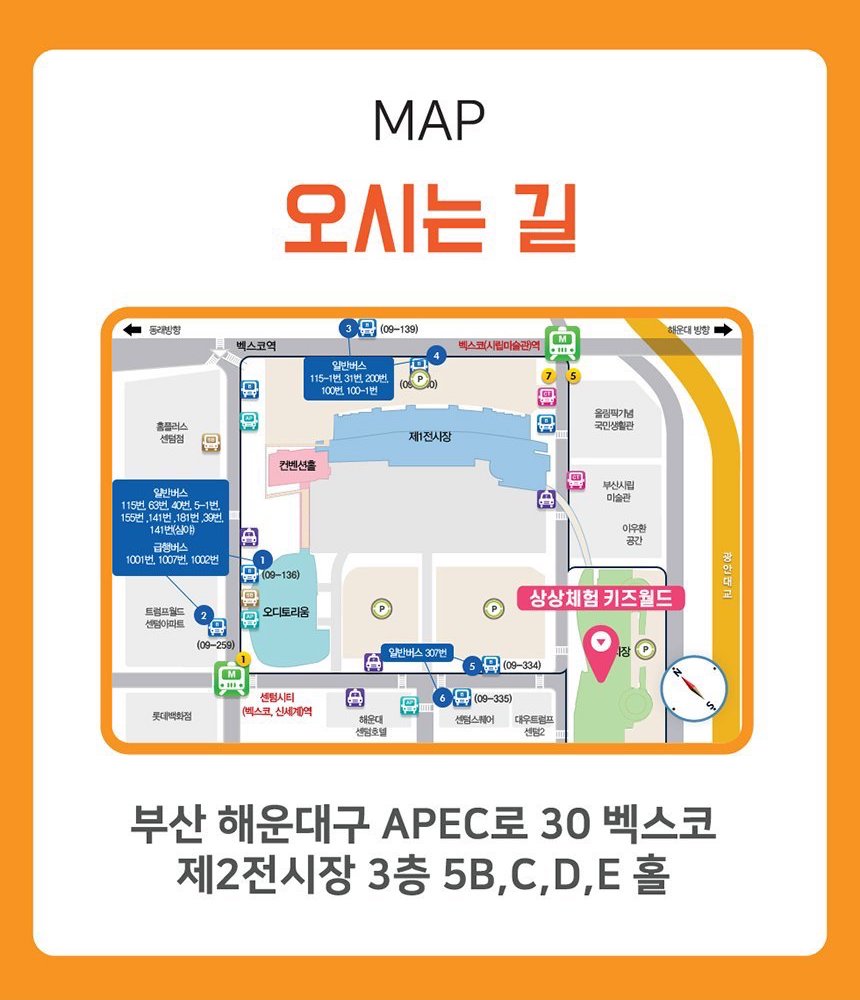 MAP
오시는 길
동래방향
3
(09-139)
해운대 방향
벡스코역
벡스코(시립미술관)역
M
4
일반버스
115-1번, 31번, 200번,
100번, 100-1번
P
7
5
홈플러스
센텀점
제1전시장
컨벤션홀
올림픽기념
국민생활관
부산시립
미술관
이우환
공간
일반버스
115번, 63번, 40번, 5-1번,
155번 ,141번 ,181번 ,39번,
141번(심야)
급행버스
1001번, 1007번, 1002번
광안대교
1
(09-136)
상상체험 키즈월드
트럼프월드
센텀아파트
2
(09-259)
오디토리움
P
P
P
장
일반버스 307번
5
(09-334)
1
M
센텀시티
(벡스코, 신세계)역
6
(09-335)
N
S
롯데백화점
해운대
센텀호텔
센텀스퀘어
대우트럼프
센텀2
부산 해운대구 APEC로 30 벡스코
제2전시장 3층 5B,C,D,E 홀